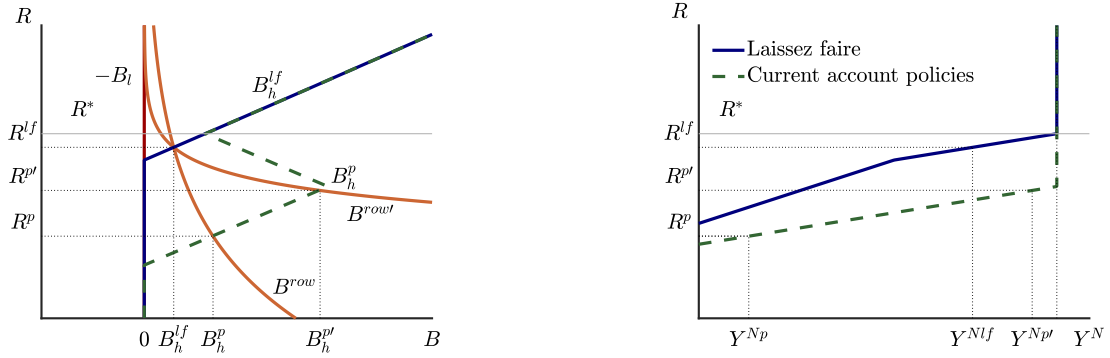 R
−B_l
B_h^{lf}
R*
R^{lf}
R^{p′}
B_h^p
B^{row′}
R^p
B^{row}
0 B_h^{lf} B_h^p B_h^{p′} B
R
Laissez faire
Current account policies
R*
R^{lf}
R^{p′}
R^p
Y^{Np} Y^{Nlf} Y^{Np′} Y^N